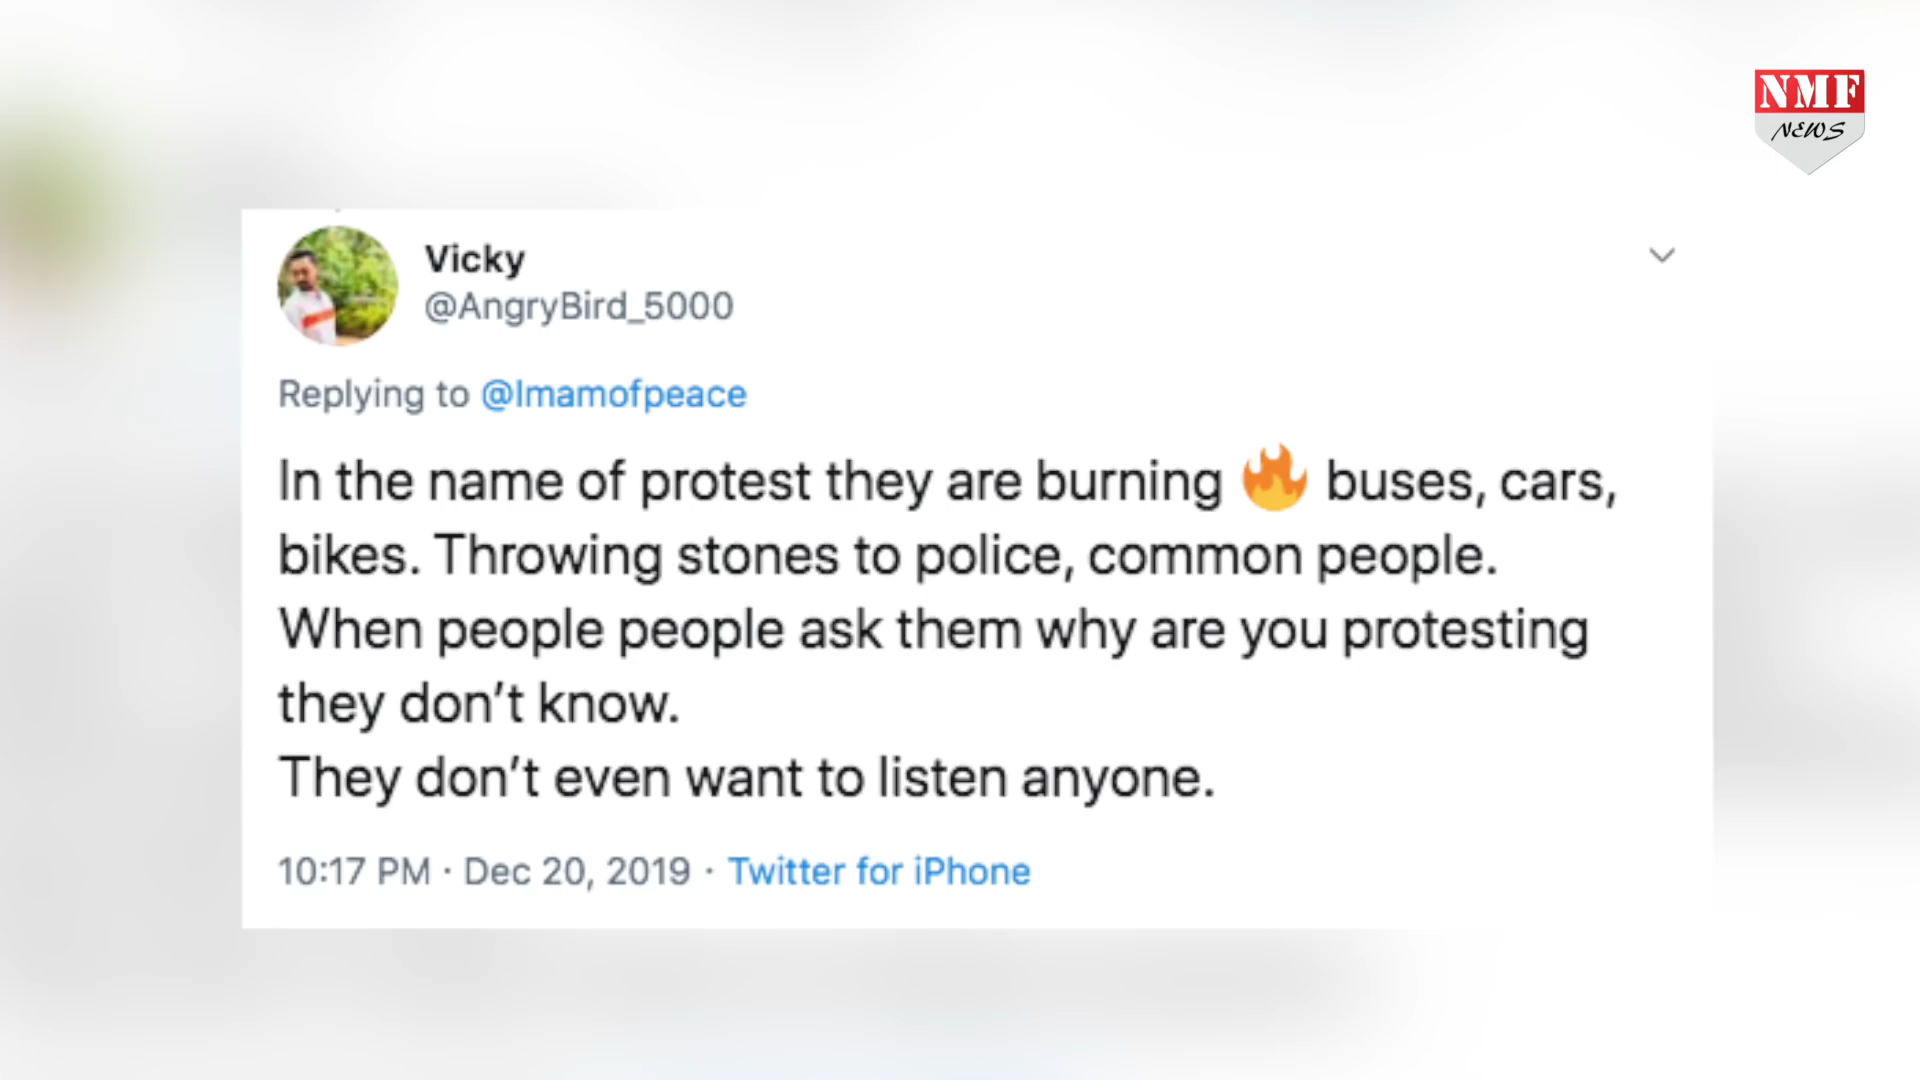 NMF
NEWS
Vicky
@AngryBird_5000
Replying to @Imamofpeace
In the name of protest they are burning 🔥 buses, cars,
bikes. Throwing stones to police, common people.
When people people ask them why are you protesting
they don’t know.
They don’t even want to listen anyone.
10:17 PM · Dec 20, 2019 · Twitter for iPhone